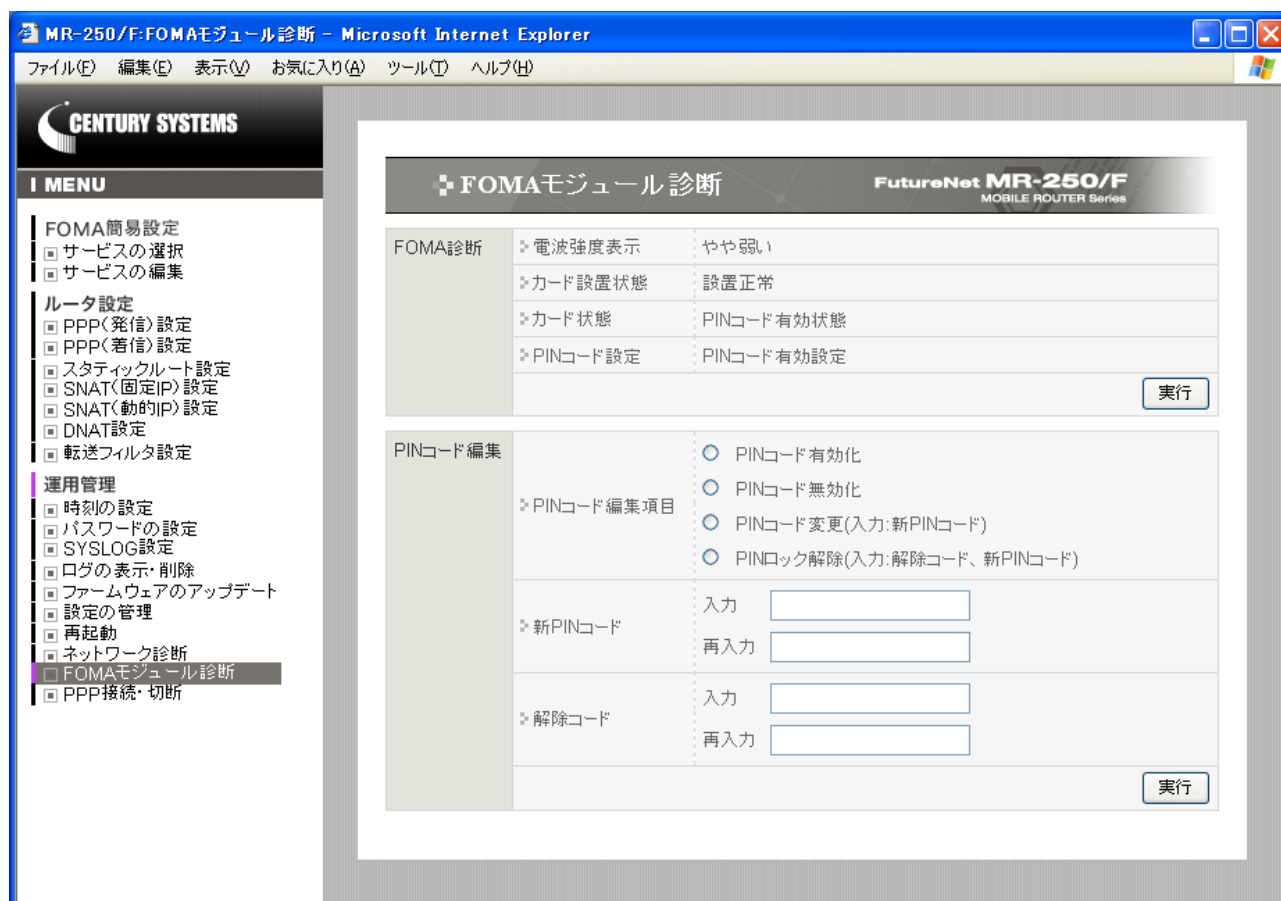 MR-250/F:FOMAモジュール診断 - Microsoft Internet Explorer
ファイル(F) 編集(E) 表示(V) お気に入り(A) ツール(T) ヘルプ(H)
CENTURY SYSTEMS
MENU
FOMA簡易設定
サービスの選択
サービスの編集
ルータ設定
PPP(発信)設定
PPP(着信)設定
スタティックルート設定
SNAT(固定IP)設定
SNAT(動的IP)設定
DNAT設定
転送フィルタ設定
運用管理
時刻の設定
パスワードの設定
SYSLOG設定
ログの表示・削除
ファームウェアのアップデート
設定の管理
再起動
ネットワーク診断
FOMAモジュール診断
PPP接続・切断
FOMAモジュール診断
FutureNet MR-250/F
MOBILE ROUTER Series
FOMA診断
電波強度表示 やや弱い
カード設置状態 設置正常
カード状態 PINコード有効状態
PINコード設定 PINコード有効設定
実行
PINコード編集
PINコード編集項目
PINコード有効化
PINコード無効化
PINコード変更(入力:新PINコード)
PINロック解除(入力:解除コード、新PINコード)
新PINコード
入力
再入力
解除コード
入力
再入力
実行